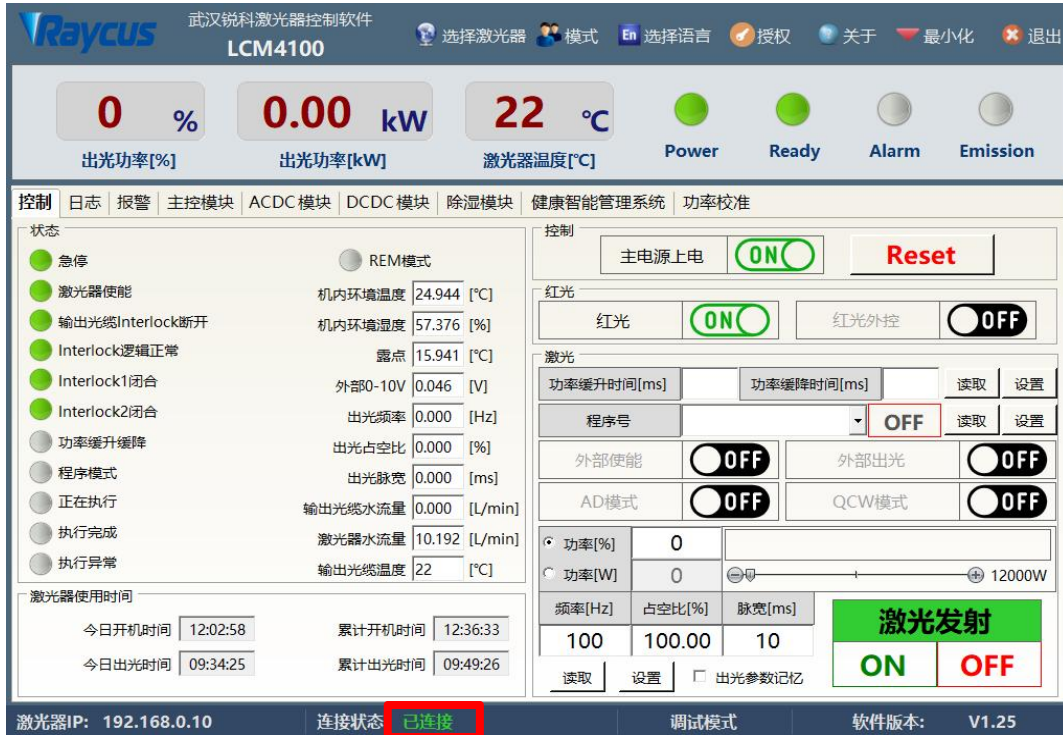 Raycus 武汉锐科激光器控制软件
LCM4100
选择激光器 模式 En 选择语言 授权 关于 最小化 退出
0 % 0.00 kW 22 ℃
出光功率[%] 出光功率[kW] 激光器温度[℃] Power Ready Alarm Emission
控制 日志 报警 主控模块 ACDC模块 DCDC模块 除湿模块 健康智能管理系统 功率校准
状态
急停 REM模式
激光器使能 机内环境温度 24.944 [℃]
输出光缆Interlock断开 机内环境湿度 57.376 [%]
Interlock逻辑正常 露点 15.941 [℃]
Interlock1闭合 外部0-10V 0.046 [V]
Interlock2闭合 出光频率 0.000 [Hz]
功率缓升缓降 出光占空比 0.000 [%]
程序模式 出光脉宽 0.000 [ms]
正在执行 输出光缆水流量 0.000 [L/min]
执行完成 激光器水流量 10.192 [L/min]
执行异常 输出光缆温度 22 [℃]
激光器使用时间
今日开机时间 12:02:58 累计开机时间 12:36:33
今日出光时间 09:34:25 累计出光时间 09:49:26
控制
主电源上电 ON Reset
红光
红光 ON 红光外控 OFF
激光
功率缓升时间[ms] 功率缓降时间[ms] 读取 设置
程序号 OFF 读取 设置
外部使能 OFF 外部出光 OFF
AD模式 OFF QCW模式 OFF
功率[%] 0
功率[W] 0 12000W
频率[Hz] 占空比[%] 脉宽[ms] 激光发射
100 100.00 10 ON OFF
读取 设置 出光参数记忆
激光器IP: 192.168.0.10 连接状态 已连接 调试模式 软件版本: V1.25